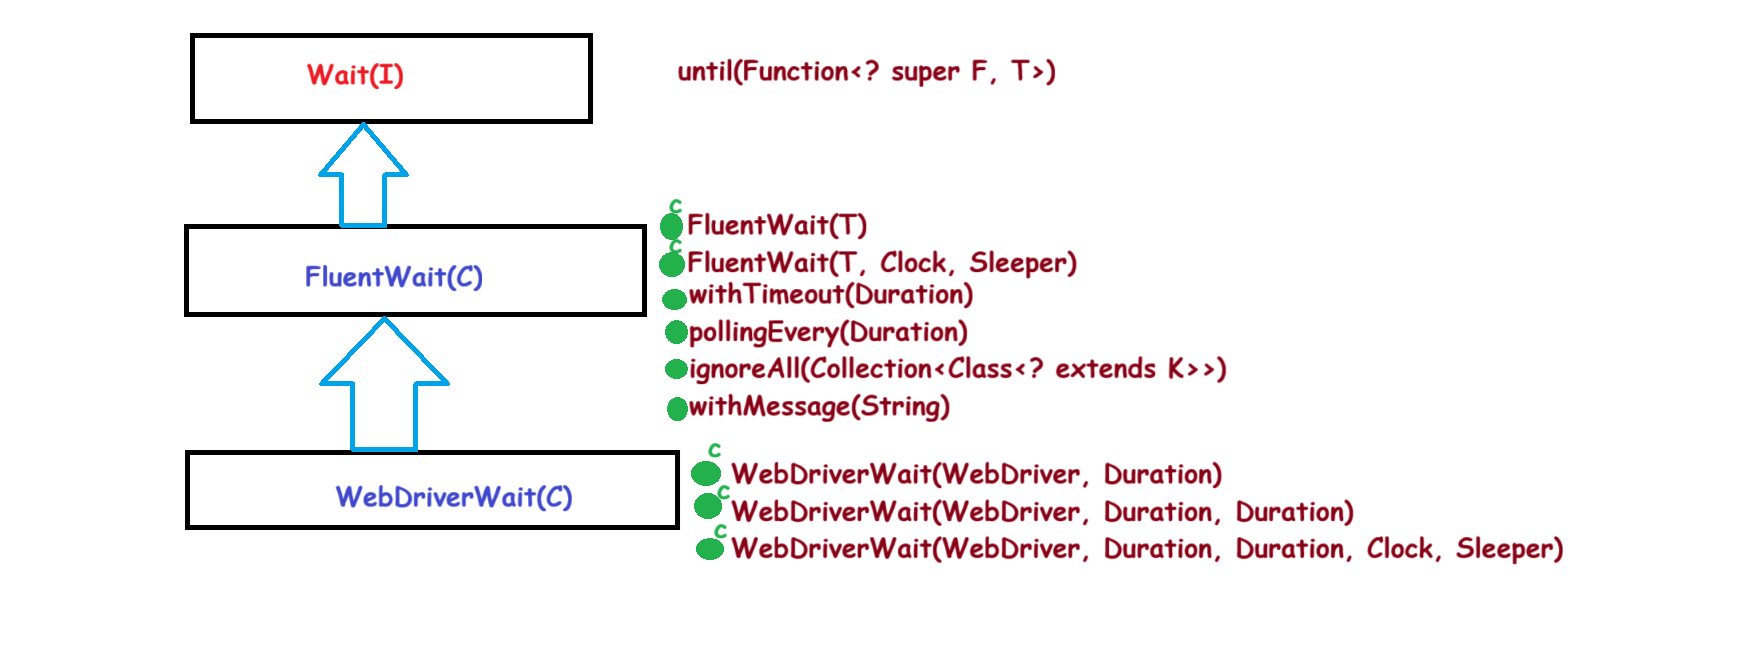 Wait(I)
until(Function<? super F, T>)
c
FluentWait(T)
c
FluentWait(T, Clock, Sleeper)
FluentWait(C)
withTimeout(Duration)
pollingEvery(Duration)
ignoreAll(Collection<Class<? extends K>>)
withMessage(String)
c
WebDriverWait(WebDriver, Duration)
WebDriverWait(C)
c
WebDriverWait(WebDriver, Duration, Duration)
c
WebDriverWait(WebDriver, Duration, Duration, Clock, Sleeper)